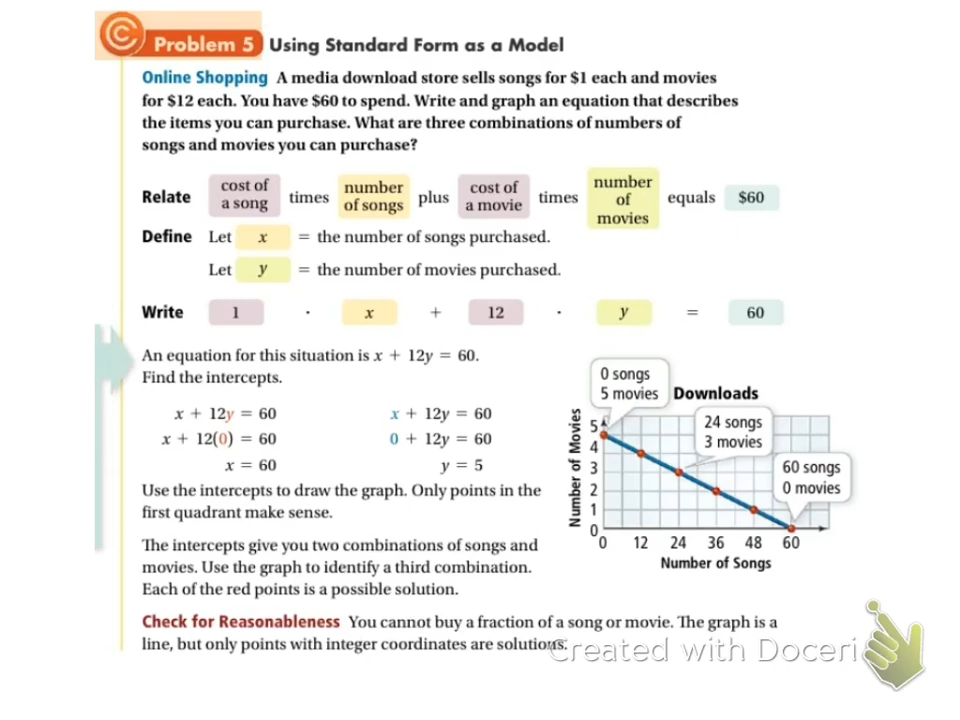 C
Problem 5 Using Standard Form as a Model
Online Shopping A media download store sells songs for $1 each and movies
for $12 each. You have $60 to spend. Write and graph an equation that describes
the items you can purchase. What are three combinations of numbers of
songs and movies you can purchase?
Relate cost of a song times number of songs plus cost of a movie times number of movies equals $60
Define Let x = the number of songs purchased.
Let y = the number of movies purchased.
Write 1 · x + 12 · y = 60
An equation for this situation is x + 12y = 60.
Find the intercepts.
x + 12y = 60 x + 12y = 60
x + 12(0) = 60 0 + 12y = 60
x = 60 y = 5
Use the intercepts to draw the graph. Only points in the
first quadrant make sense.
The intercepts give you two combinations of songs and
movies. Use the graph to identify a third combination.
Each of the red points is a possible solution.
Downloads
0 songs
5 movies
24 songs
3 movies
60 songs
0 movies
Number of Movies
5
4
3
2
1
0
0 12 24 36 48 60
Number of Songs
Check for Reasonableness You cannot buy a fraction of a song or movie. The graph is a
line, but only points with integer coordinates are solutions.
Created with Doceri